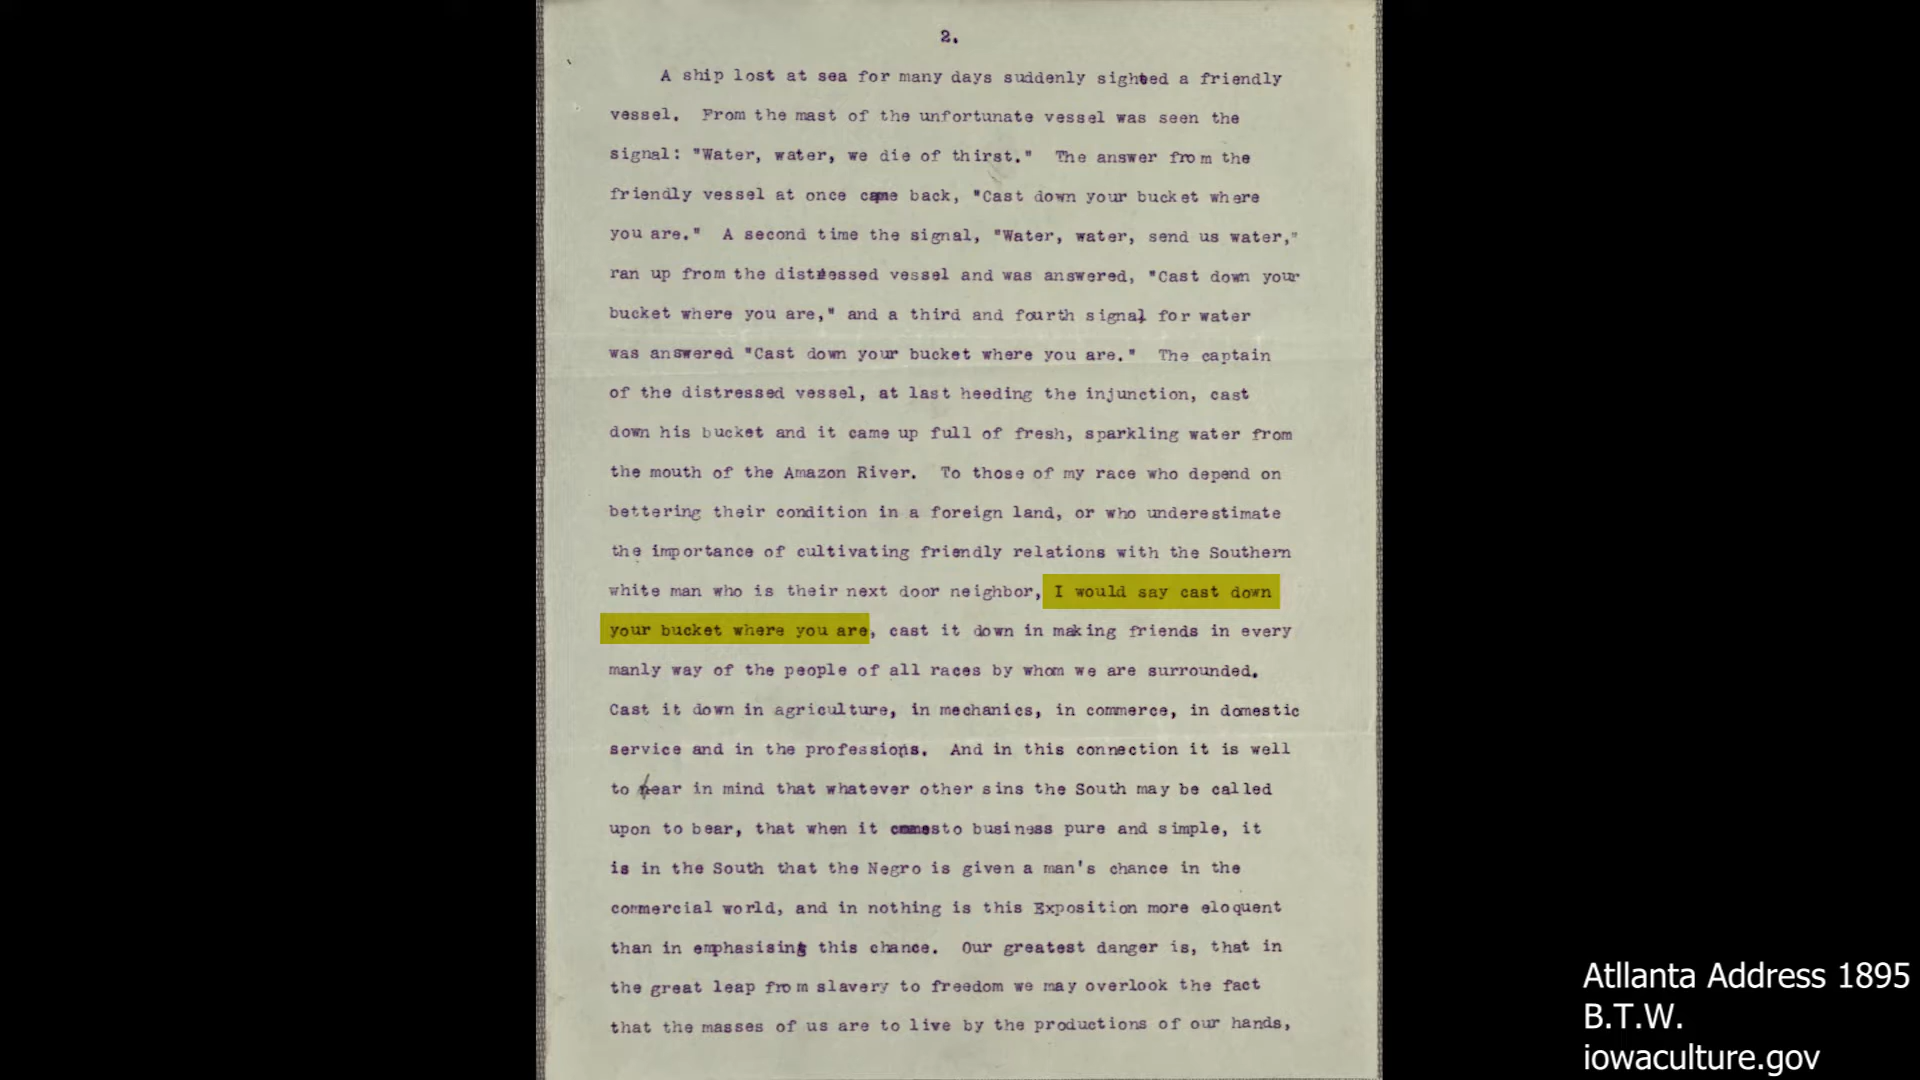 2.
A ship lost at sea for many days suddenly sighted a friendly
vessel. From the mast of the unfortunate vessel was seen the
signal: "Water, water, we die of thirst." The answer from the
friendly vessel at once came back, "Cast down your bucket where
you are." A second time the signal, "Water, water, send us water,"
ran up from the distressed vessel and was answered, "Cast down your
bucket where you are," and a third and fourth signal for water
was answered "Cast down your bucket where you are." The captain
of the distressed vessel, at last heeding the injunction, cast
down his bucket and it came up full of fresh, sparkling water from
the mouth of the Amazon River. To those of my race who depend on
bettering their condition in a foreign land, or who underestimate
the importance of cultivating friendly relations with the Southern
white man who is their next door neighbor, I would say cast down
your bucket where you are, cast it down in making friends in every
manly way of the people of all races by whom we are surrounded.
Cast it down in agriculture, in mechanics, in commerce, in domestic
service and in the professions. And in this connection it is well
to bear in mind that whatever other sins the South may be called
upon to bear, that when it comes to business pure and simple, it
is in the South that the Negro is given a man's chance in the
commercial world, and in nothing is this Exposition more eloquent
than in emphasising this chance. Our greatest danger is, that in
the great leap from slavery to freedom we may overlook the fact
that the masses of us are to live by the productions of our hands,
Atllanta Address 1895
B.T.W.
iowaculture.gov